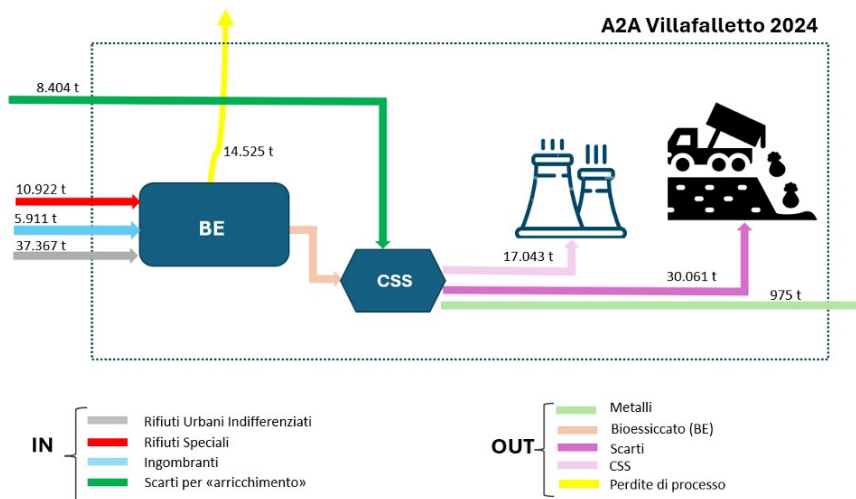 A2A Villafalletto 2024
8.404 t
14.525 t
10.922 t
5.911 t
37.367 t
BE
CSS
17.043 t
30.061 t
975 t
IN
Rifiuti Urbani Indifferenziati
Rifiuti Speciali
Ingombranti
Scarti per «arricchimento»
OUT
Metalli
Bioessiccato (BE)
Scarti
CSS
Perdite di processo